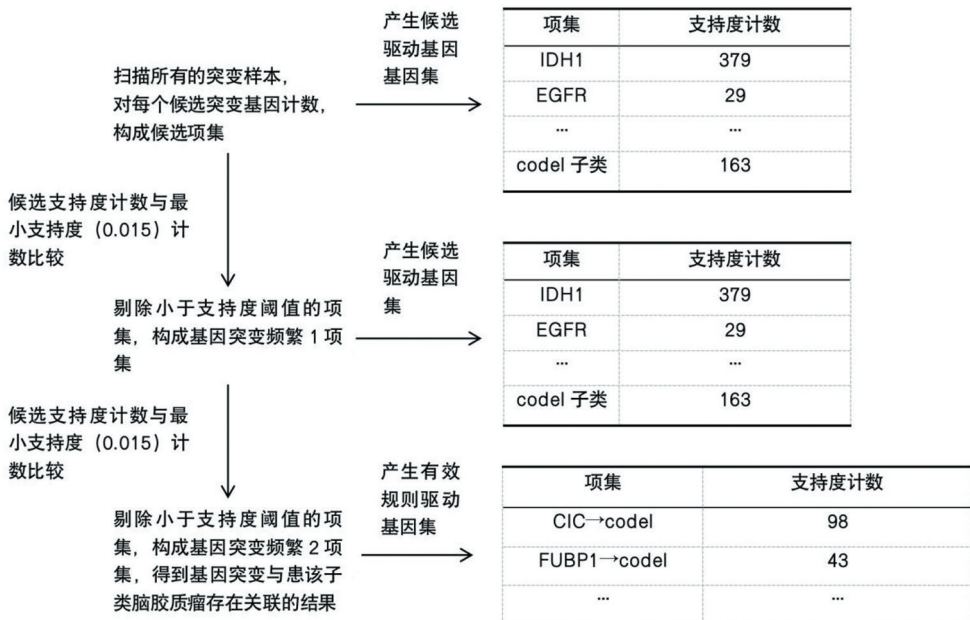 扫描所有的突变样本，
对每个候选突变基因计数，
构成候选项集
产生候选
驱动基因
基因集
项集 支持度计数
IDH1 379
EGFR 29
… …
codel 子类 163
候选支持度计数与最
小支持度（0.015）计
数比较
剔除小于支持度阈值的项
集，构成基因突变频繁 1 项
集
产生候选
驱动基因
集
项集 支持度计数
IDH1 379
EGFR 29
… …
codel 子类 163
候选支持度计数与最
小支持度（0.015）计
数比较
剔除小于支持度阈值的项
集，构成基因突变频繁 2 项
集，得到基因突变与患该子
类脑胶质瘤存在关联的结果
产生有效
规则驱动
基因集
项集 支持度计数
CIC→codel 98
FUBP1→codel 43
… …